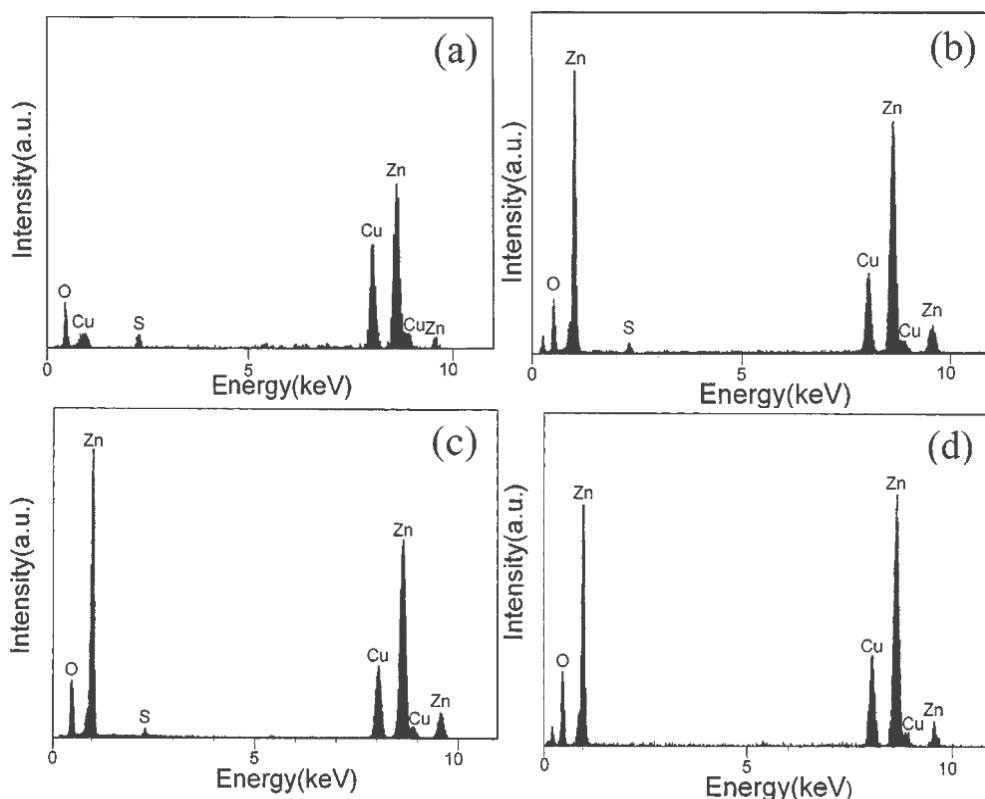 (a)
Intensity(a.u.)
Zn
Cu
O
Cu
S
Cu
Zn
0
5
10
Energy(keV)
(b)
Intensity(a.u.)
Zn
Zn
Cu
O
S
Cu
Zn
0
5
10
Energy(keV)
(c)
Intensity(a.u.)
Zn
Zn
Cu
O
S
Cu
Zn
0
5
10
Energy(keV)
(d)
Intensity(a.u.)
Zn
Zn
Cu
O
Cu
Zn
0
5
10
Energy(keV)